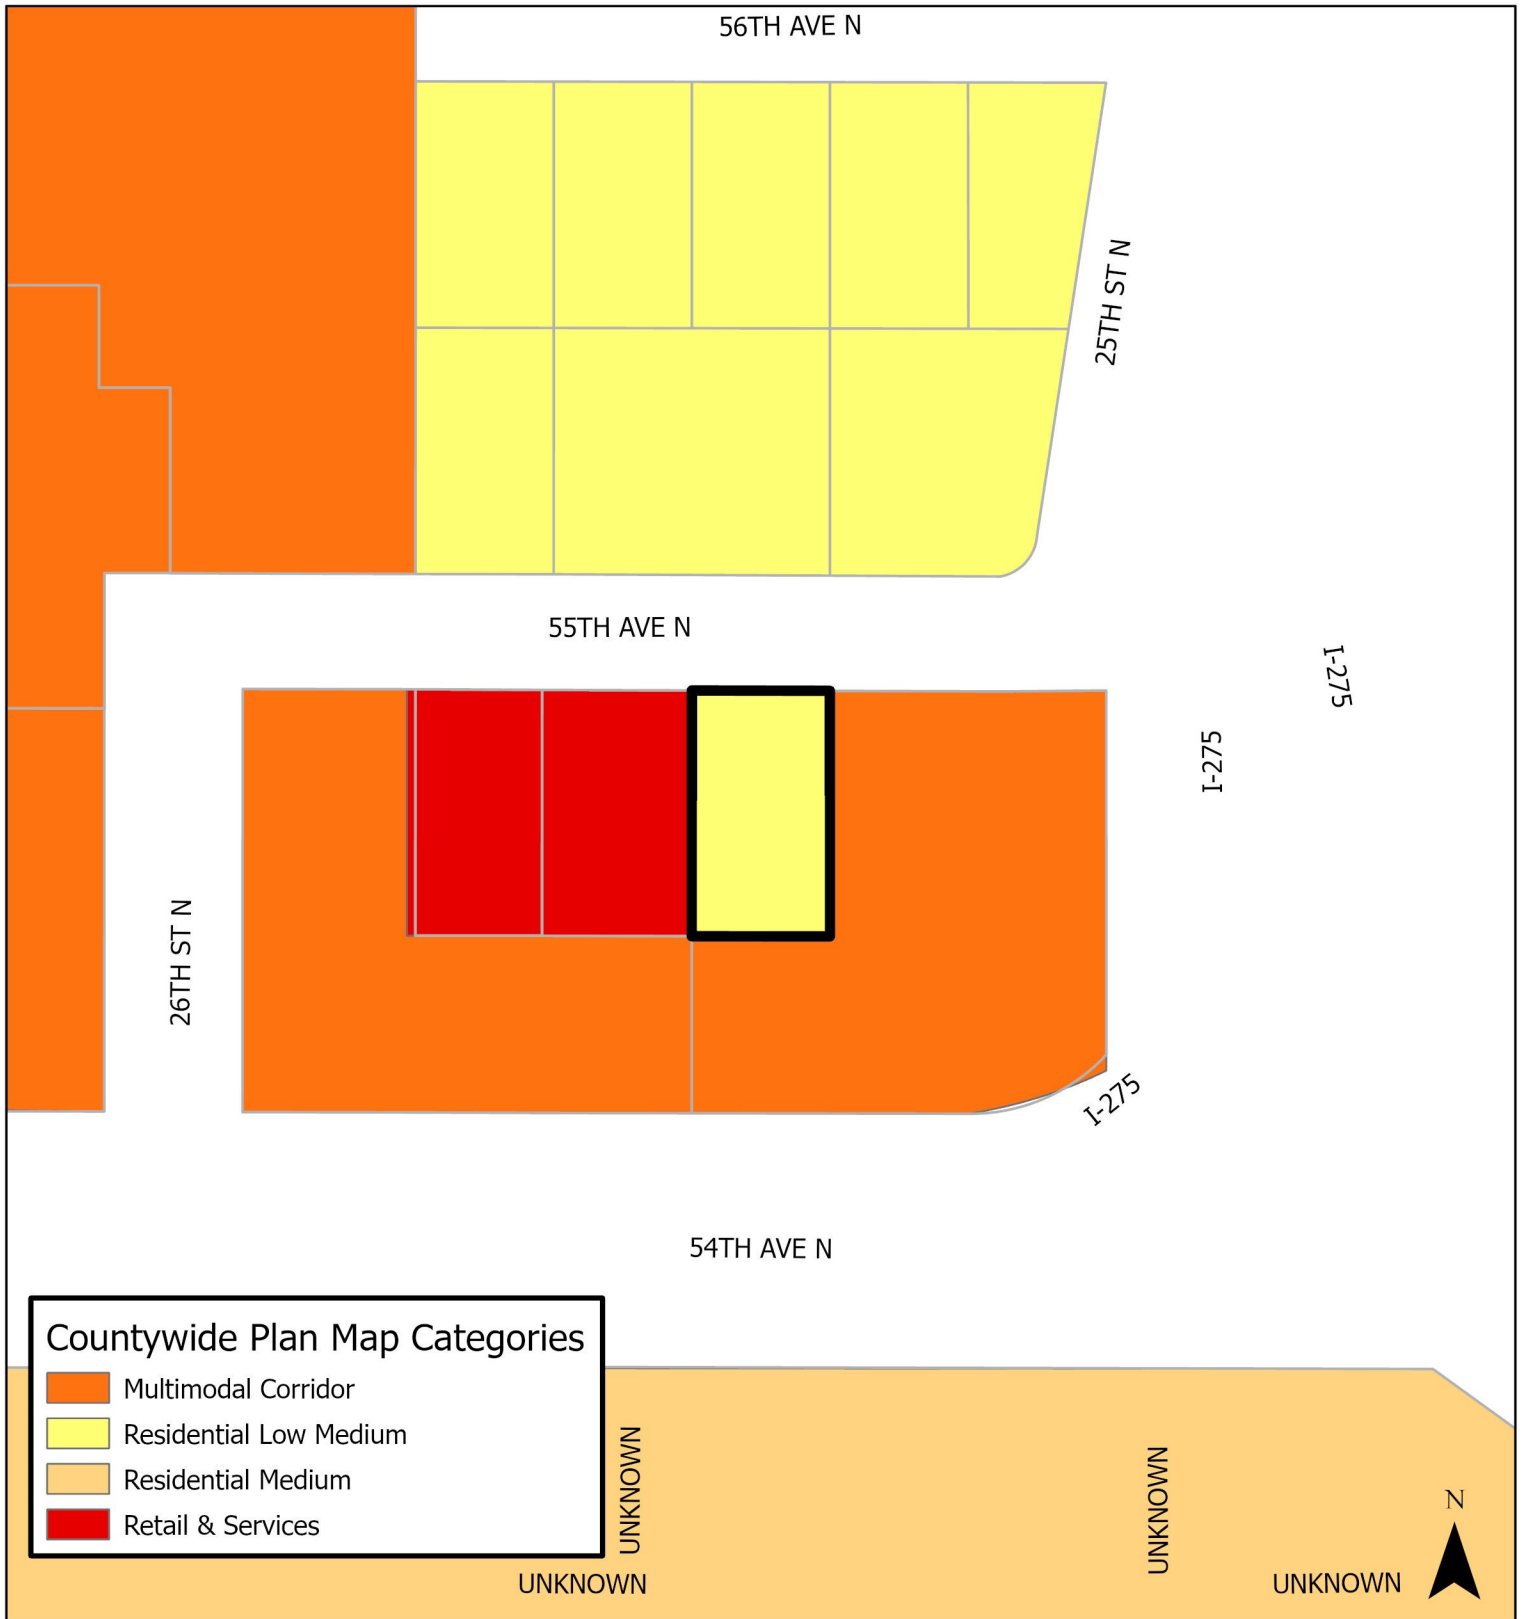 56TH AVE N
25TH ST N
55TH AVE N
I-275
I-275
26TH ST N
I-275
54TH AVE N
Countywide Plan Map Categories
Multimodal Corridor
Residential Low Medium
Residential Medium
Retail & Services
UNKNOWN
UNKNOWN
N
UNKNOWN
UNKNOWN